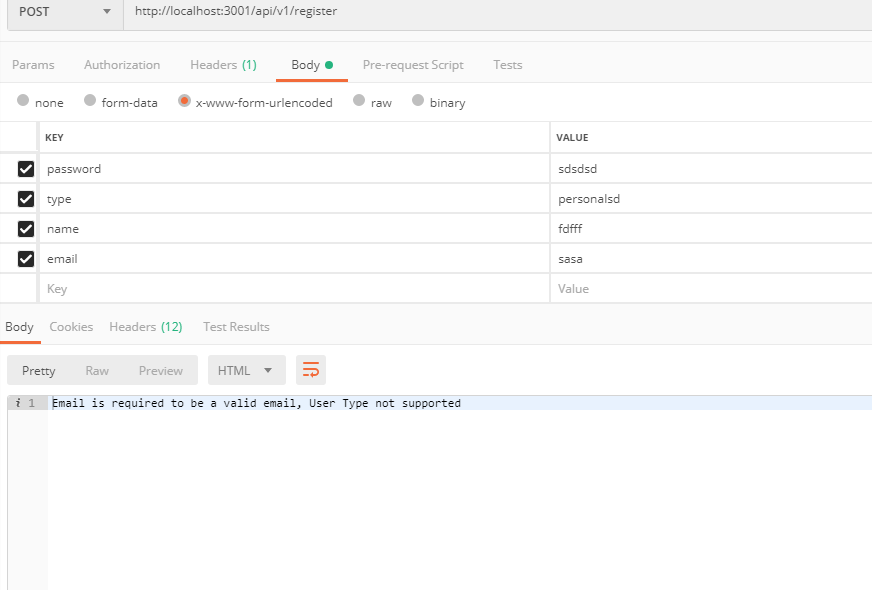 POST http://localhost:3001/api/v1/register
Params Authorization Headers (1) Body Pre-request Script Tests
none form-data x-www-form-urlencoded raw binary
KEY VALUE
password sdsdsd
type personalsd
name fdfff
email sasa
Key Value
Body Cookies Headers (12) Test Results
Pretty Raw Preview HTML
i 1 Email is required to be a valid email, User Type not supported